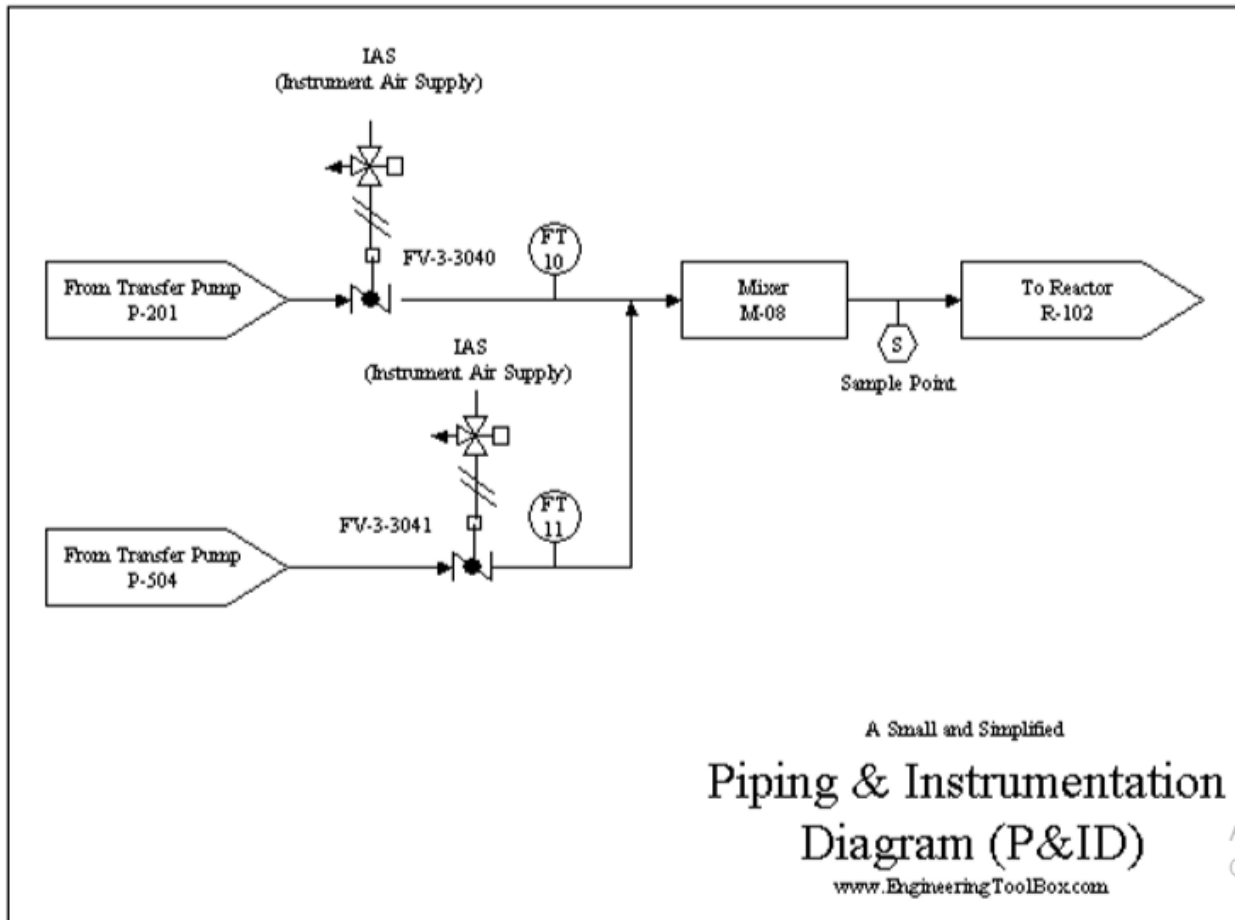 IAS
(Instrument Air Supply)
FV-3-3040
FT
10
From Transfer Pump
P-201
Mixer
M-08
To Reactor
R-102
S
Sample Point
IAS
(Instrument Air Supply)
FV-3-3041
FT
11
From Transfer Pump
P-504
A Small and Simplified
Piping & Instrumentation
Diagram (P&ID)
www.EngineeringToolBox.com